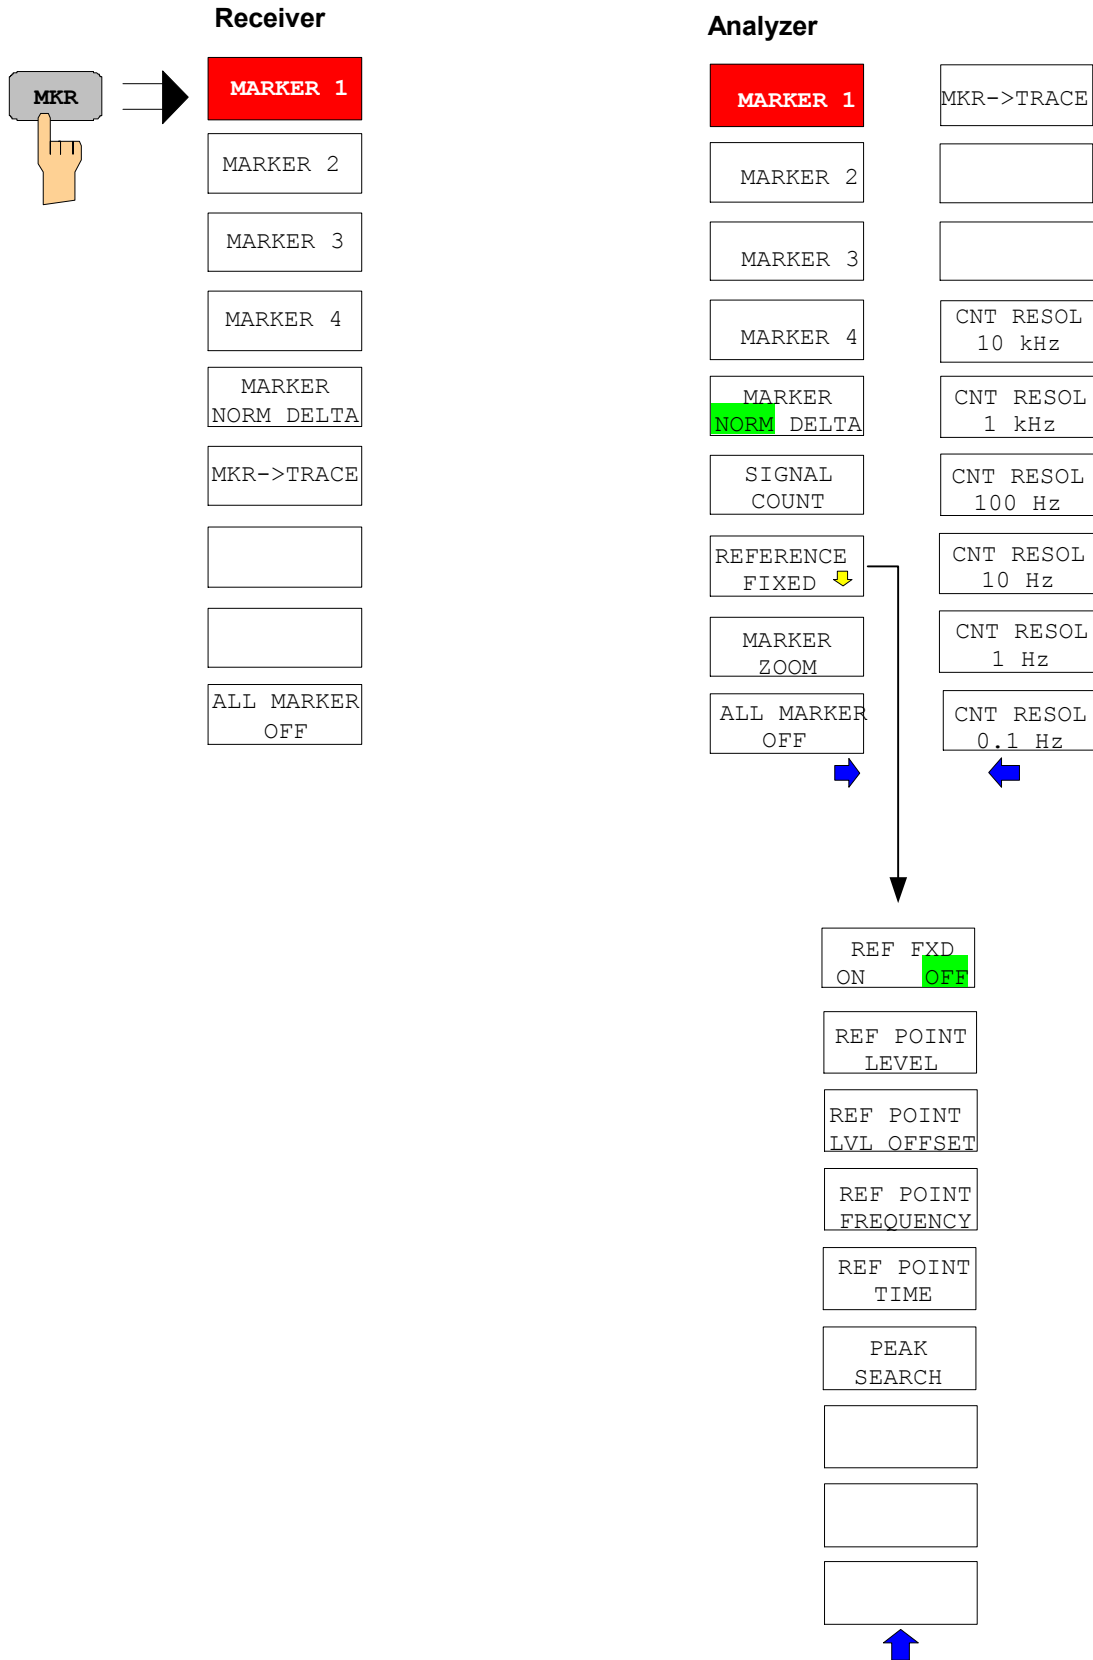 Receiver
Analyzer
MKR
MARKER 1
MARKER 2
MARKER 3
MARKER 4
MARKER
NORM DELTA
MKR->TRACE
ALL MARKER
OFF
MARKER 1
MARKER 2
MARKER 3
MARKER 4
MARKER
NORM DELTA
SIGNAL
COUNT
REFERENCE
FIXED
MARKER
ZOOM
ALL MARKER
OFF
MKR->TRACE
CNT RESOL
10 kHz
CNT RESOL
1 kHz
CNT RESOL
100 Hz
CNT RESOL
10 Hz
CNT RESOL
1 Hz
CNT RESOL
0.1 Hz
REF FXD
ON OFF
REF POINT
LEVEL
REF POINT
LVL OFFSET
REF POINT
FREQUENCY
REF POINT
TIME
PEAK
SEARCH